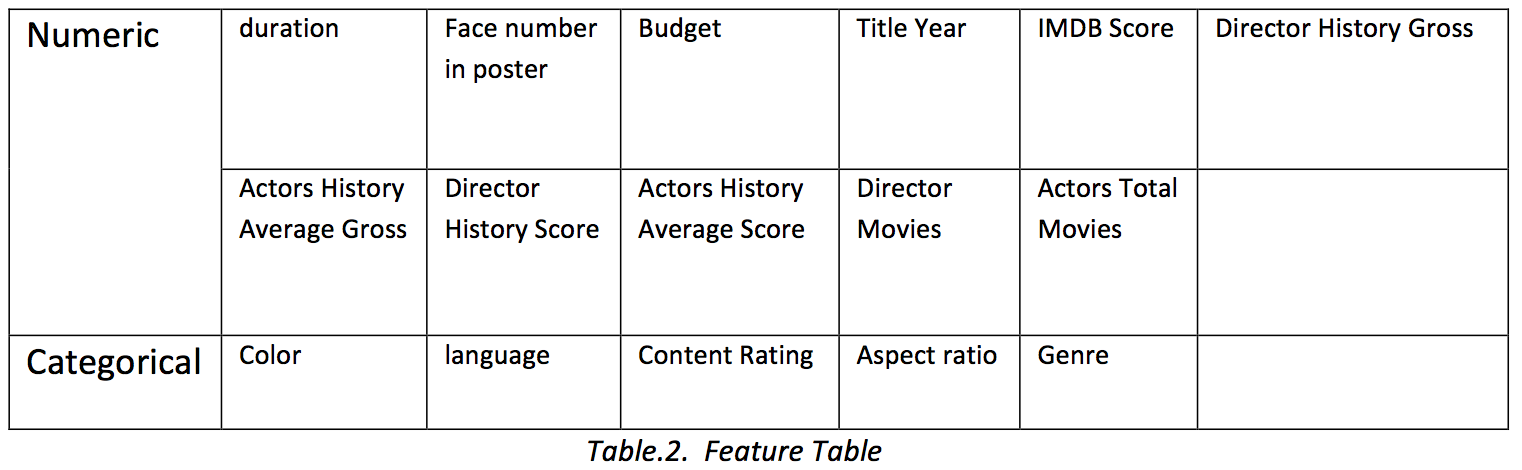 Numeric
duration
Face number
in poster
Budget
Title Year
IMDB Score
Director History Gross
Actors History
Average Gross
Director
History Score
Actors History
Average Score
Director
Movies
Actors Total
Movies
Categorical
Color
language
Content Rating
Aspect ratio
Genre
Table.2. Feature Table